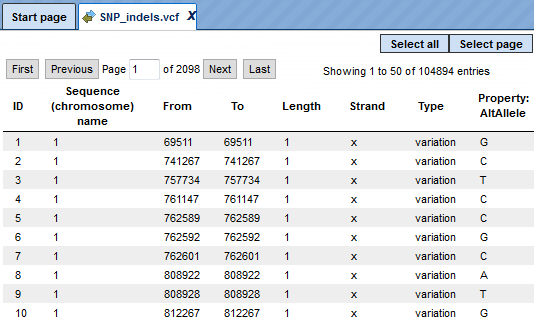 Start page SNP_indels.vcf X
Select all Select page
First Previous Page 1 of 2098 Next Last Showing 1 to 50 of 104894 entries
ID Sequence (chromosome) name From To Length Strand Type Property: AltAllele
1 1 69511 69511 1 x variation G
2 1 741267 741267 1 x variation C
3 1 757734 757734 1 x variation T
4 1 761147 761147 1 x variation C
5 1 762589 762589 1 x variation C
6 1 762592 762592 1 x variation G
7 1 762601 762601 1 x variation C
8 1 808922 808922 1 x variation A
9 1 808928 808928 1 x variation T
10 1 812267 812267 1 x variation G